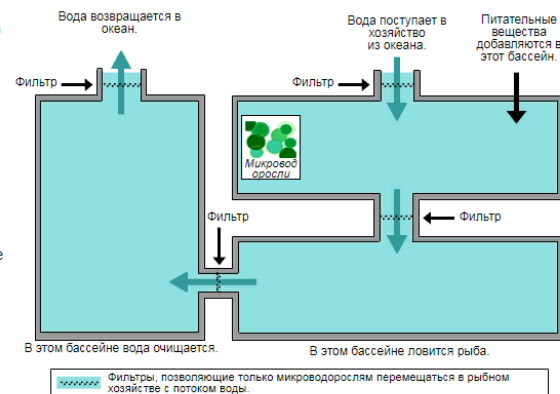 Вода возвращается в
океан.
Вода поступает в
хозяйство
из океана.
Питательные
вещества
добавляются в
этот бассейн.
Фильтр
Фильтр
Микровод
оросли
Фильтр
Фильтр
е
В этом бассейне вода очищается.
В этом бассейне ловится рыба.
Фильтры, позволяющие только микроводорослям перемещаться в рыбном
хозяйстве с потоком воды.